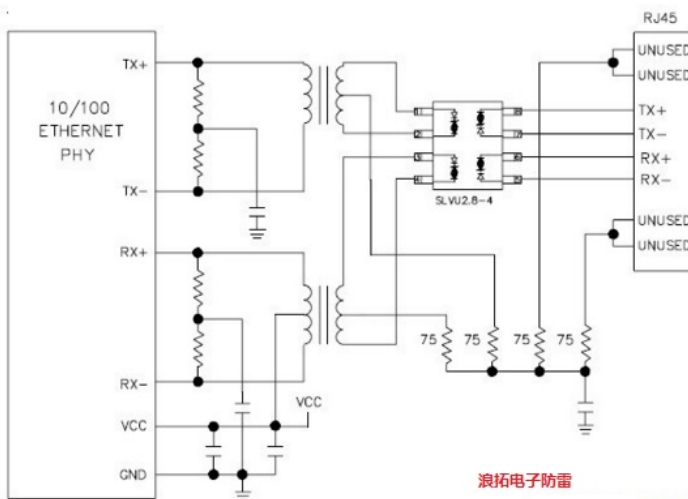 RJ45
UNUSED
UNUSED
TX+
TX-
RX+
RX-
UNUSED
UNUSED
10/100
ETHERNET
PHY
TX+
TX-
RX+
RX-
VCC
GND
VCC
SLVU2.8-4
75
75
75
75
浪拓电子防雷